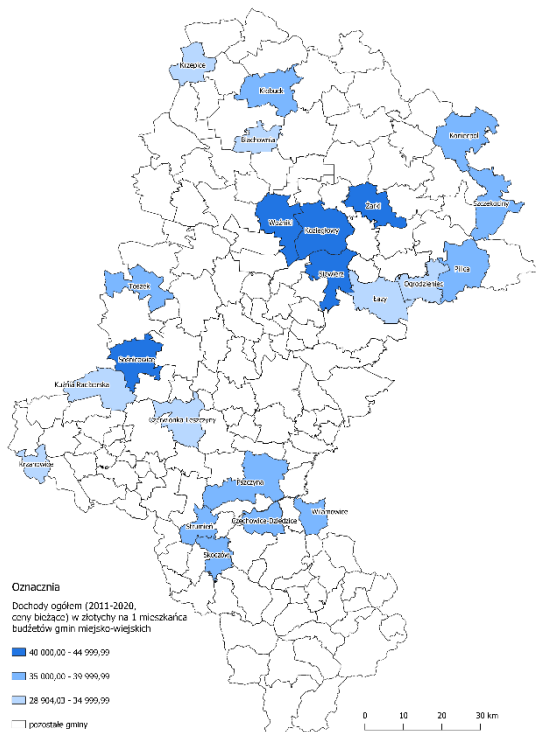 Krzepice
Kłobuck
Blachownia
Koniecpol
Szczekociny
Żarki
Woźniki
Koziegłowy
Siewierz
Pilica
Ogrodzieniec
Łazy
Toszek
Sośnicowice
Kuźnia Raciborska
Czerwionka-Leszczyny
Krzanowice
Pszczyna
Wilamowice
Czechowice-Dziedzice
Strumień
Skoczów
Oznacznia
Dochody ogółem (2011-2020,
ceny bieżące) w złotychy na 1 mieszkańca
budżetów gmin miejsko-wiejskich
40 000,00 - 44 999,99
35 000,00 - 39 999,99
28 904,03 - 34 999,99
pozostałe gminy
0 10 20 30 km